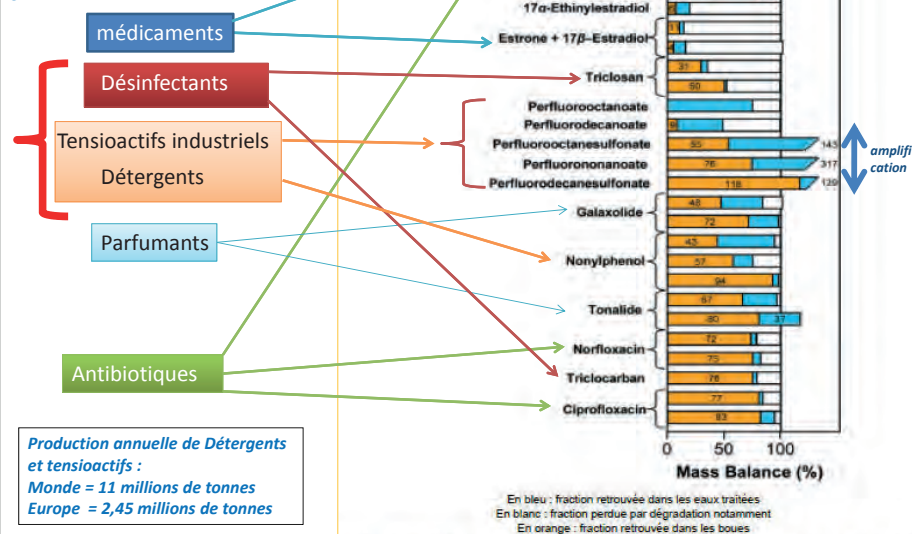 médicaments
Désinfectants
Tensioactifs industriels
Détergents
Parfumants
Antibiotiques
Production annuelle de Détergents
et tensioactifs :
Monde = 11 millions de tonnes
Europe = 2,45 millions de tonnes
17α-Ethinylestradiol
Estrone + 17β-Estradiol
Triclosan
31
50
Perfluorooctanoate
Perfluorodecanoate
9
Perfluorooctanesulfonate
55
143
Perfluorononanoate
76
317
Perfluorodecanesulfonate
118
129
amplifi
cation
Galaxolide
48
72
Nonylphenol
43
57
94
Tonalide
67
80 37
Norfloxacin
72
75
Triclocarban
78
Ciprofloxacin
77
83
0 50 100
Mass Balance (%)
En bleu : fraction retrouvée dans les eaux traitées
En blanc : fraction perdue par dégradation notamment
En orange : fraction retrouvée dans les boues